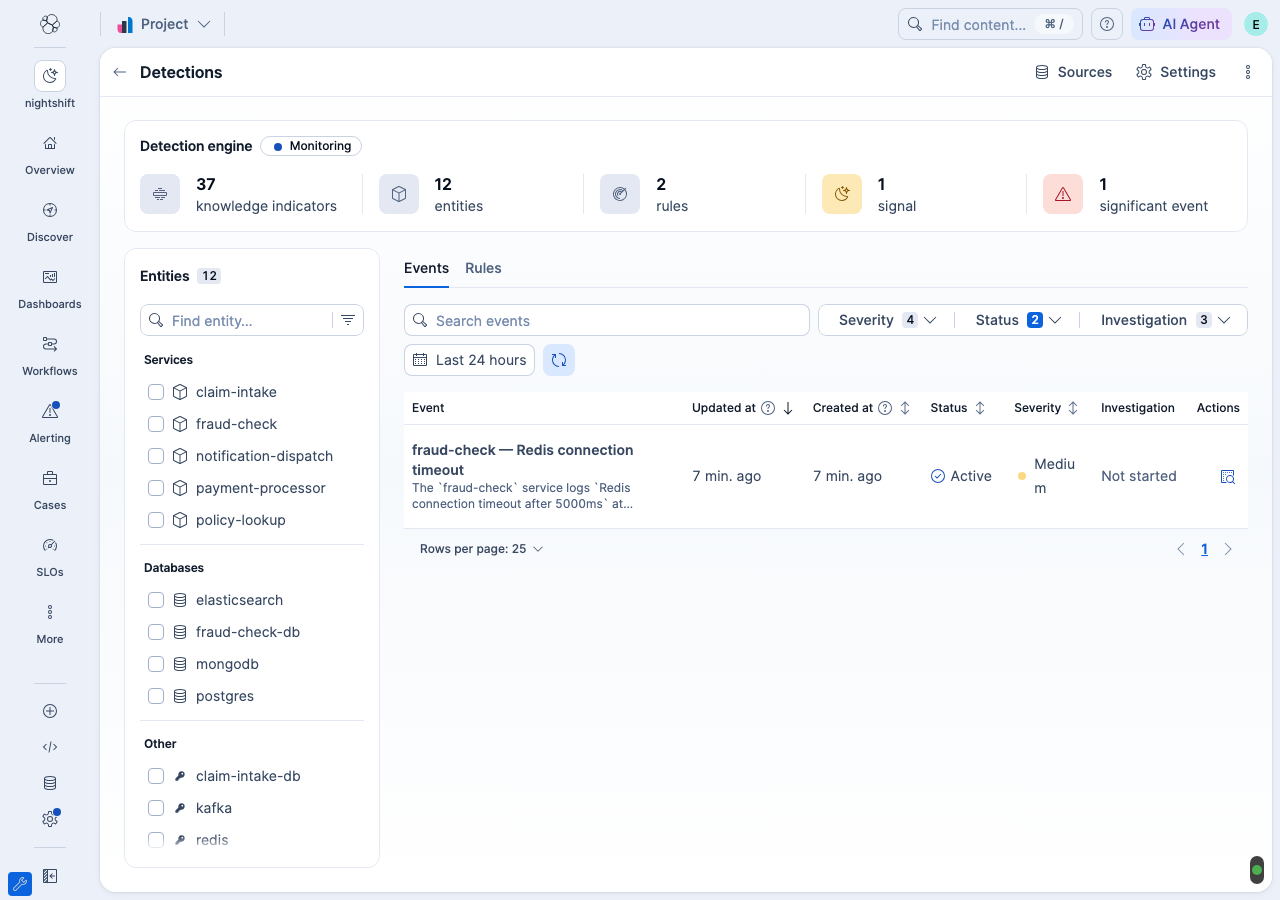 Project
Find content...
⌘ /
AI Agent
E
nightshift
Overview
Discover
Dashboards
Workflows
Alerting
Cases
SLOs
More
Detections
Sources
Settings
Detection engine
Monitoring
37
knowledge indicators
12
entities
2
rules
1
signal
1
significant event
Entities 12
Find entity...
Services
claim-intake
fraud-check
notification-dispatch
payment-processor
policy-lookup
Databases
elasticsearch
fraud-check-db
mongodb
postgres
Other
claim-intake-db
kafka
redis
Events
Rules
Search events
Severity 4
Status 2
Investigation 3
Last 24 hours
Event
Updated at
Created at
Status
Severity
Investigation
Actions
fraud-check — Redis connection
timeout
The `fraud-check` service logs `Redis
connection timeout after 5000ms` at...
7 min. ago
7 min. ago
Active
Mediu
m
Not started
Rows per page: 25
1